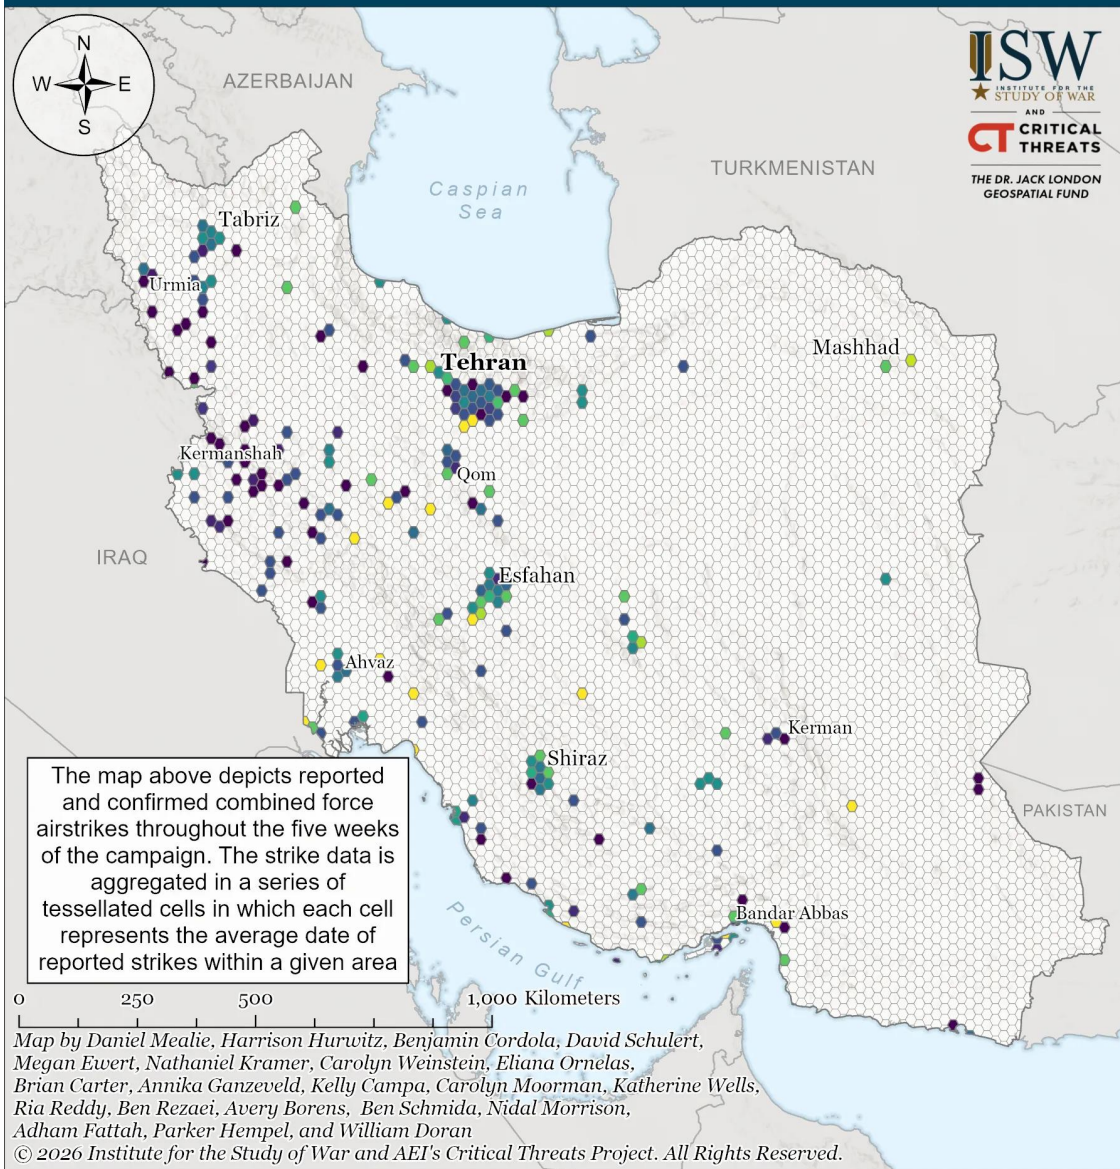 N
W
E
S
AZERBAIJAN
ISW
INSTITUTE FOR THE
STUDY OF WAR
AND
CT CRITICAL
THREATS
THE DR. JACK LONDON
GEOSPATIAL FUND
TURKMENISTAN
Caspian
Sea
Tabriz
Urmia
Mashhad
Tehran
Kermanshah
Qom
IRAQ
Esfahan
Ahvaz
Kerman
Shiraz
PAKISTAN
Bandar Abbas
Persian Gulf
The map above depicts reported
and confirmed combined force
airstrikes throughout the five weeks
of the campaign. The strike data is
aggregated in a series of
tessellated cells in which each cell
represents the average date of
reported strikes within a given area
0 250 500 1,000 Kilometers
Map by Daniel Mealie, Harrison Hurwitz, Benjamin Cordola, David Schulert,
Megan Ewert, Nathaniel Kramer, Carolyn Weinstein, Eliana Ornelas,
Brian Carter, Annika Ganzeveld, Kelly Campa, Carolyn Moorman, Katherine Wells,
Ria Reddy, Ben Rezaei, Avery Borens, Ben Schmida, Nidal Morrison,
Adham Fattah, Parker Hempel, and William Doran
© 2026 Institute for the Study of War and AEI's Critical Threats Project. All Rights Reserved.